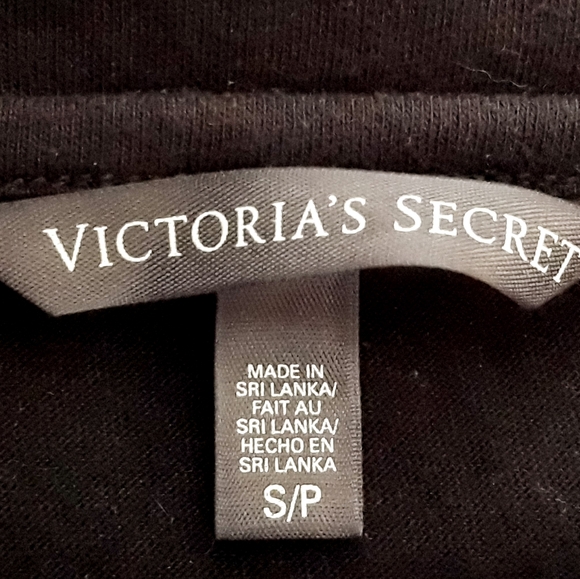 VICTORIA'S SECRET
MADE IN
SRI LANKA/
FAIT AU
SRI LANKA/
HECHO EN
SRI LANKA
S/P